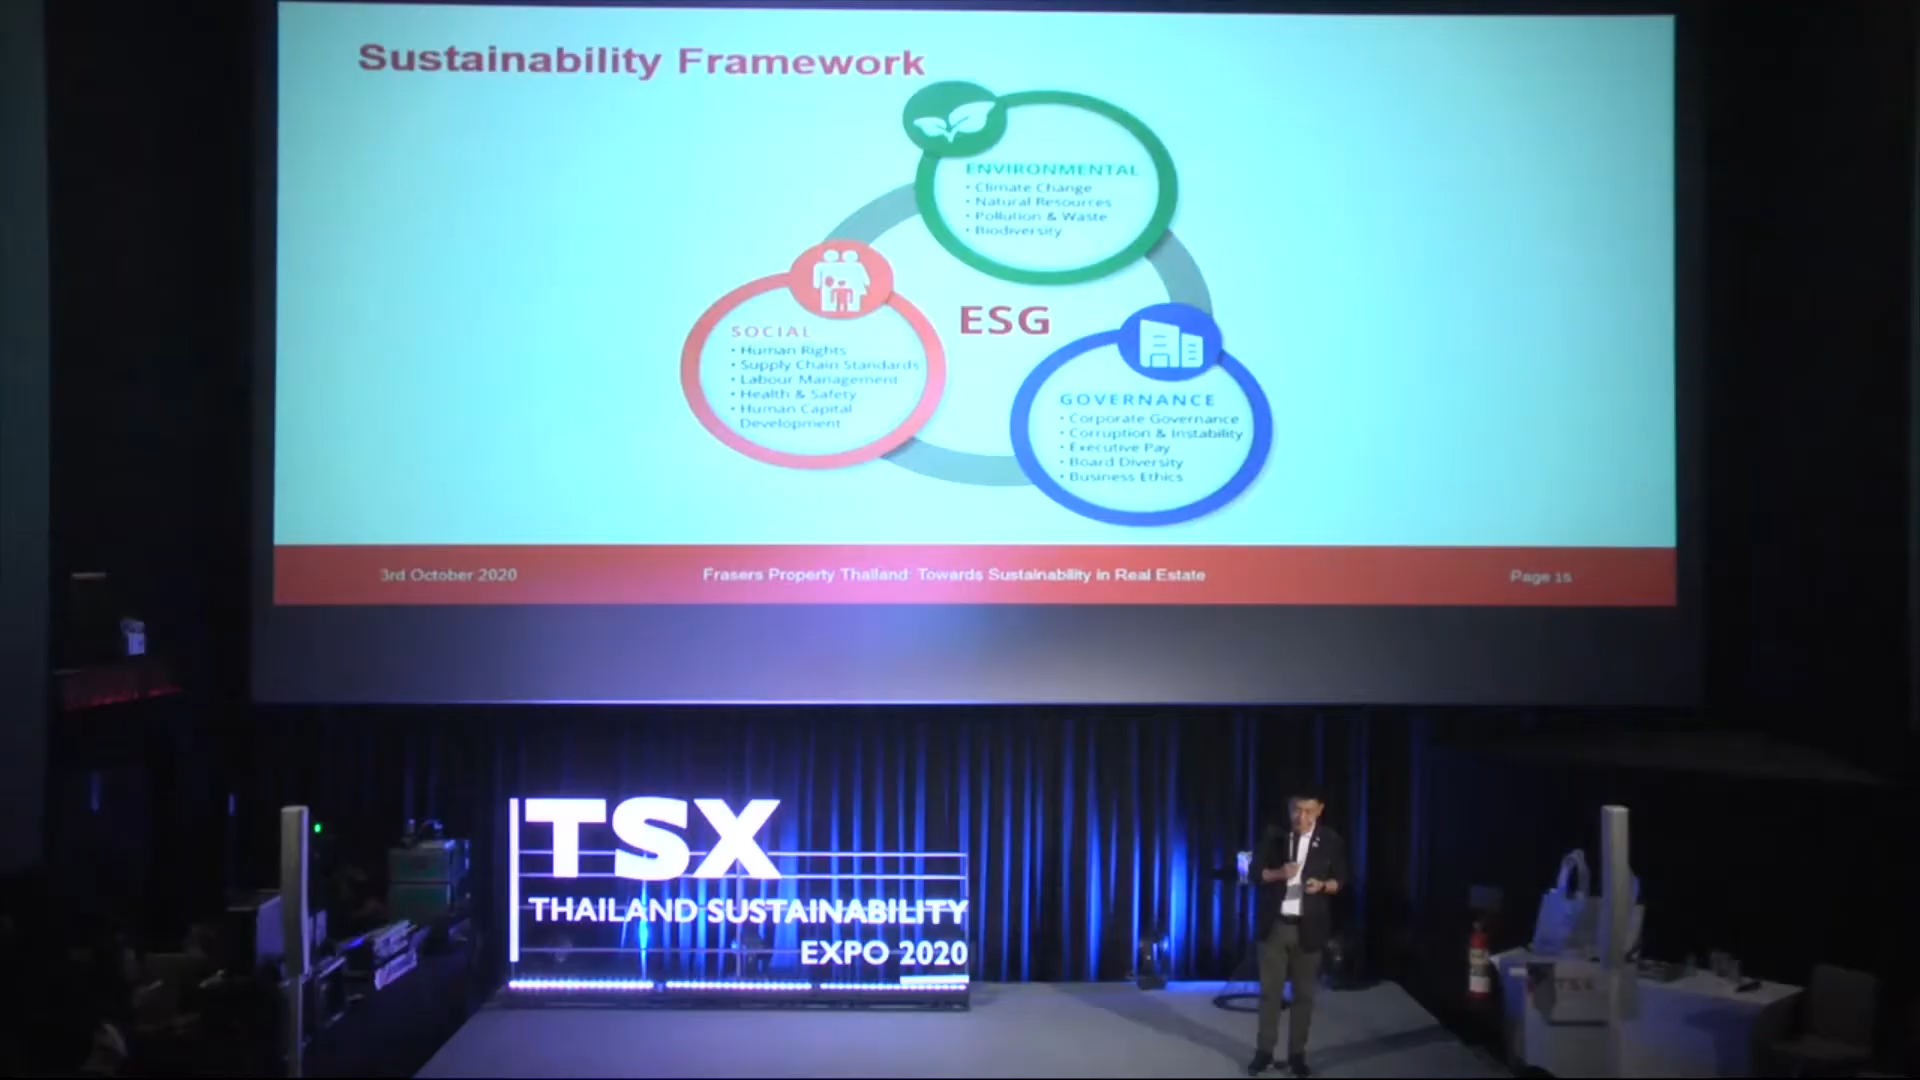 Sustainability Framework
ENVIRONMENTAL
• Climate Change
• Natural Resources
• Pollution & Waste
• Biodiversity
SOCIAL
• Human Rights
• Supply Chain Standards
• Labour Management
• Health & Safety
• Human Capital
Development
ESG
GOVERNANCE
• Corporate Governance
• Corruption & Instability
• Executive Pay
• Board Diversity
• Business Ethics
3rd October 2020
Frasers Property Thailand: Towards Sustainability in Real Estate
Page 15
TSX
THAILAND SUSTAINABILITY
EXPO 2020
TSX